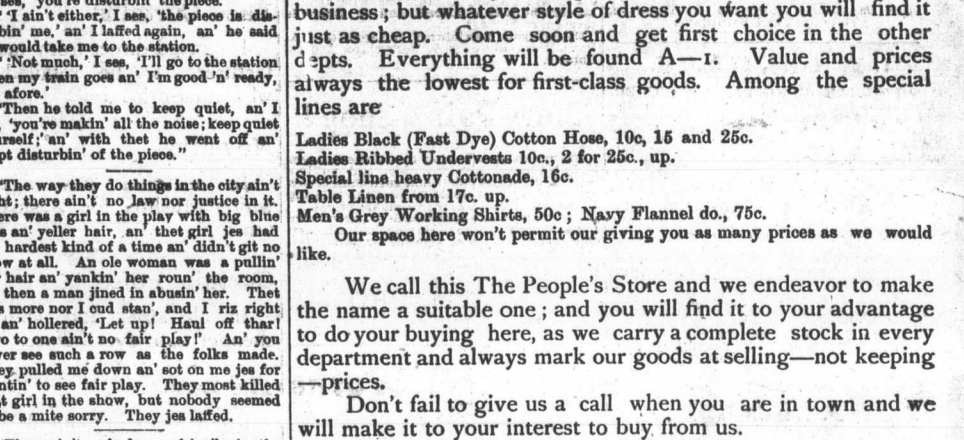 'I ain't either,' I ses, 'the piece is dis-
bin' me,' an' I laffed again, an' he said
would take me to the station.
'Not much,' I ses, 'I'll go to the station
en my train goes an' I'm good 'n' ready,
afore.'
'Then he told me to keep quiet, an' I
'you're makin' all the noise; keep quiet
rself;' an' with thet he went off an'
pt disturbin' of the piece."
"The way they do things in the city ain't
ht; there ain't no law nor justice in it.
ere was a girl in the play with big blue
s an' yeller hair, an' thet girl jes had
hardest kind of a time an' didn't git no
w at all. An ole woman was a pullin'
hair an' yankin' her roun' the room,
then a man jined in abusin' her. Thet
s more nor I cud stan', and I riz right
an' hollered, 'Let up! Haul off thar!
o to one ain't no fair play!' An' you
ver see such a row as the folks made.
ey pulled me down an' sot on me jes for
ntin' to see fair play. They most killed
t girl in the show, but nobody seemed
be a mite sorry. They jes laffed.
business; but whatever style of dress you want you will find it
just as cheap. Come soon and get first choice in the other
depts. Everything will be found A—1. Value and prices
always the lowest for first-class goods. Among the special
lines are
Ladies Black (Fast Dye) Cotton Hose, 10c, 15 and 25c.
Ladies Ribbed Undervests 10c., 2 for 25c., up.
Special line heavy Cottonade, 16c.
Table Linen from 17c. up.
Men's Grey Working Shirts, 50c; Navy Flannel do., 75c.
Our space here won't permit our giving you as many prices as we would
like.
We call this The People's Store and we endeavor to make
the name a suitable one; and you will find it to your advantage
to do your buying here, as we carry a complete stock in every
department and always mark our goods at selling—not keeping
—prices.
Don't fail to give us a call when you are in town and we
will make it to your interest to buy from us.